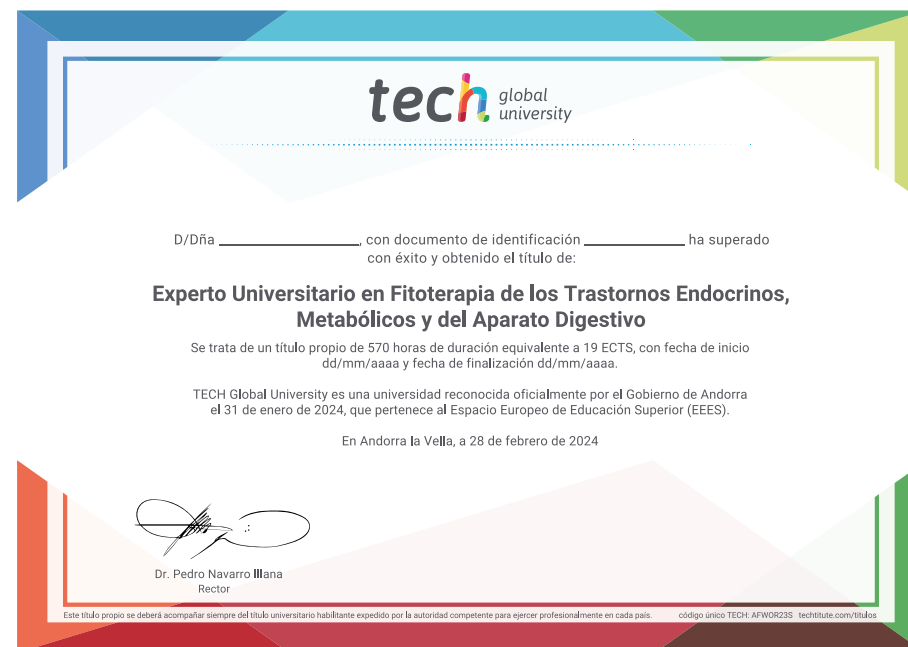 tech global university
D/Dña ____________________, con documento de identificación ______________ ha superado
con éxito y obtenido el título de:
Experto Universitario en Fitoterapia de los Trastornos Endocrinos,
Metabólicos y del Aparato Digestivo
Se trata de un título propio de 570 horas de duración equivalente a 19 ECTS, con fecha de inicio
dd/mm/aaaa y fecha de finalización dd/mm/aaaa.
TECH Global University es una universidad reconocida oficialmente por el Gobierno de Andorra
el 31 de enero de 2024, que pertenece al Espacio Europeo de Educación Superior (EEES).
En Andorra la Vella, a 28 de febrero de 2024
Dr. Pedro Navarro Illana
Rector
Este título propio se deberá acompañar siempre del título universitario habilitante expedido por la autoridad competente para ejercer profesionalmente en cada país. código único TECH: AFWOR23S techtitute.com/titulos